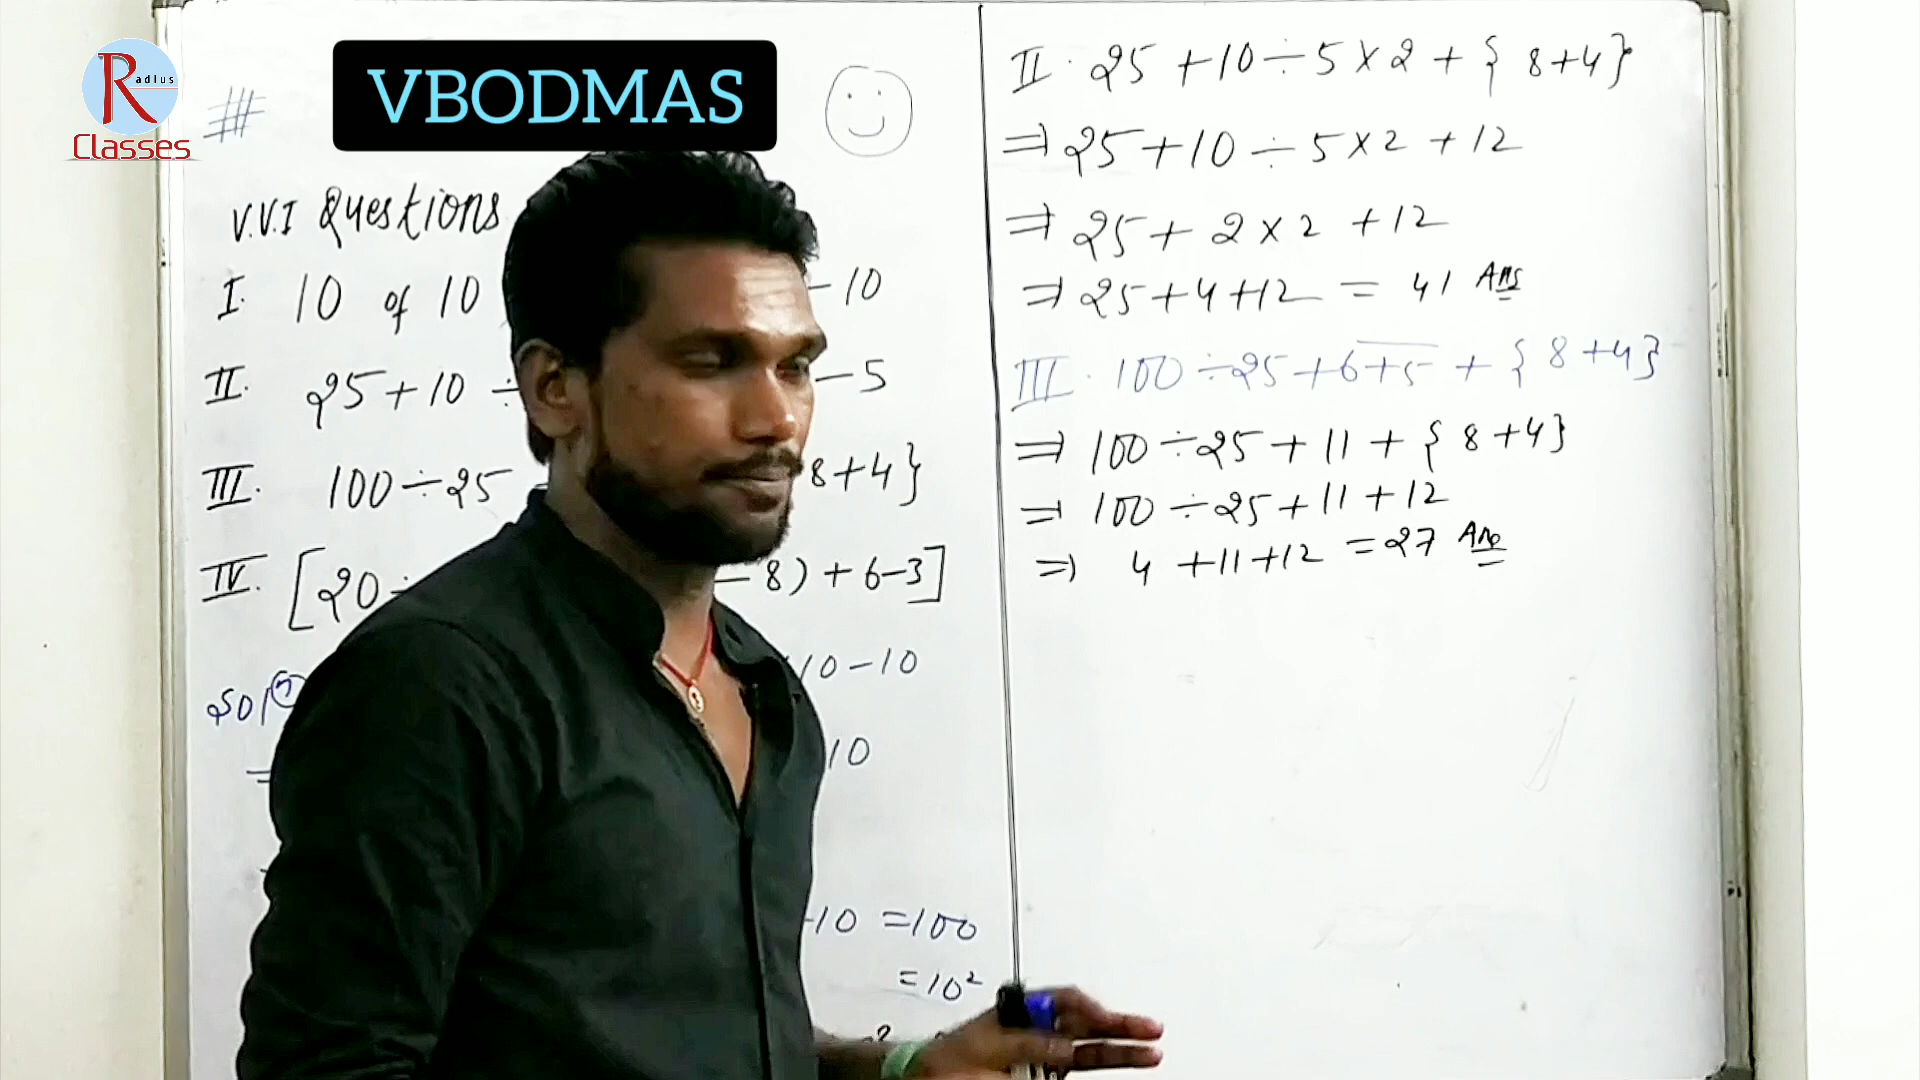 Radius
Classes
VBODMAS
#
V.V.I Questions
I. 10 of 10 -10
II. 25+10 ÷ -5
III. 100÷25 8+4}
IV. [20÷ -8)+6-3]
Sol 10-10
= 10
-10 =100
=10²
II. 25+10÷5×2+{8+4}
⇒ 25+10÷5×2+12
⇒ 25+2×2+12
⇒ 25+4+12 = 41 Ans
III. 100÷25+6̅+̅5̅+{8+4}
⇒ 100÷25+11+{8+4}
⇒ 100÷25+11+12
⇒ 4+11+12 =27 Ans